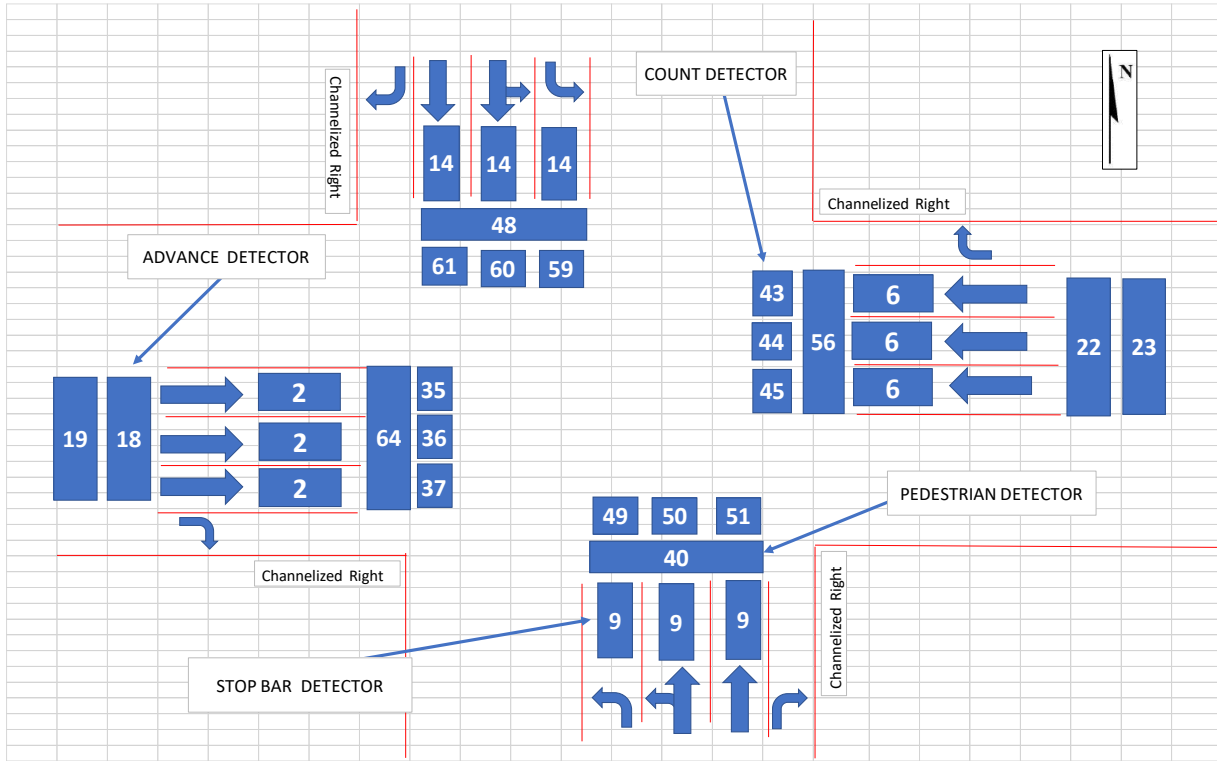 COUNT DETECTOR
N
Channelized Right
14 14 14
Channelized Right
48
ADVANCE DETECTOR
61 60 59
43 6
44 56 6 22 23
45 6
2 35
19 18 2 64 36
2 37
PEDESTRIAN DETECTOR
49 50 51
40
Channelized Right
Channelized Right
9 9 9
STOP BAR DETECTOR